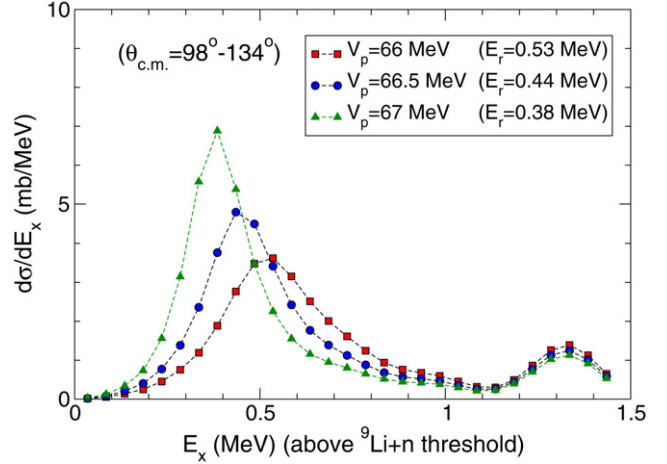 10
(θc.m.=98°-134°)
Vp=66 MeV (Er=0.53 MeV)
Vp=66.5 MeV (Er=0.44 MeV)
Vp=67 MeV (Er=0.38 MeV)
dσ/dEx (mb/MeV)
5
0
0 0.5 1 1.5
Ex (MeV) (above 9Li+n threshold)